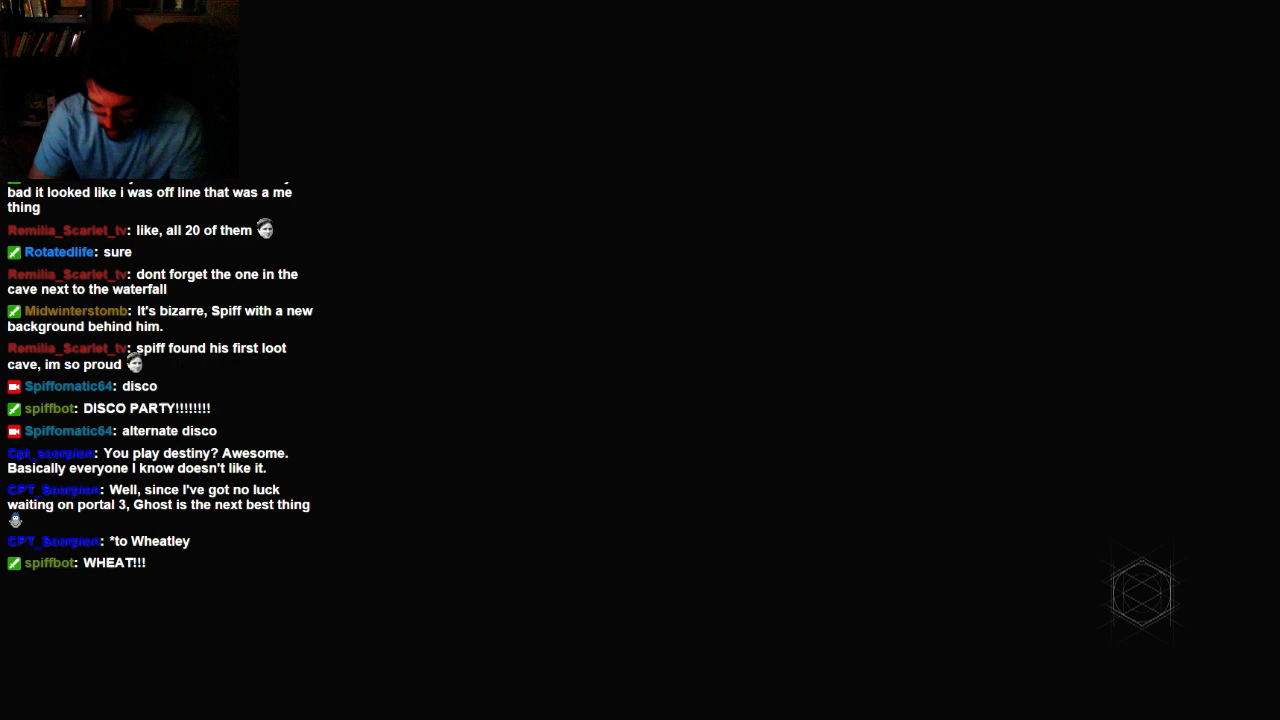 bad it looked like i was off line that was a me
thing
Remilia_Scarlet_tv: like, all 20 of them
Rotatedlife: sure
Remilia_Scarlet_tv: dont forget the one in the
cave next to the waterfall
Midwinterstomb: It's bizarre, Spiff with a new
background behind him.
Remilia_Scarlet_tv: spiff found his first loot
cave, im so proud
Spiffomatic64: disco
spiffbot: DISCO PARTY!!!!!!!!
Spiffomatic64: alternate disco
Cpt_scorpion: You play destiny? Awesome.
Basically everyone I know doesn't like it.
CPT_Scorpion: Well, since I've got no luck
waiting on portal 3, Ghost is the next best thing
CPT_Scorpion: *to Wheatley
spiffbot: WHEAT!!!